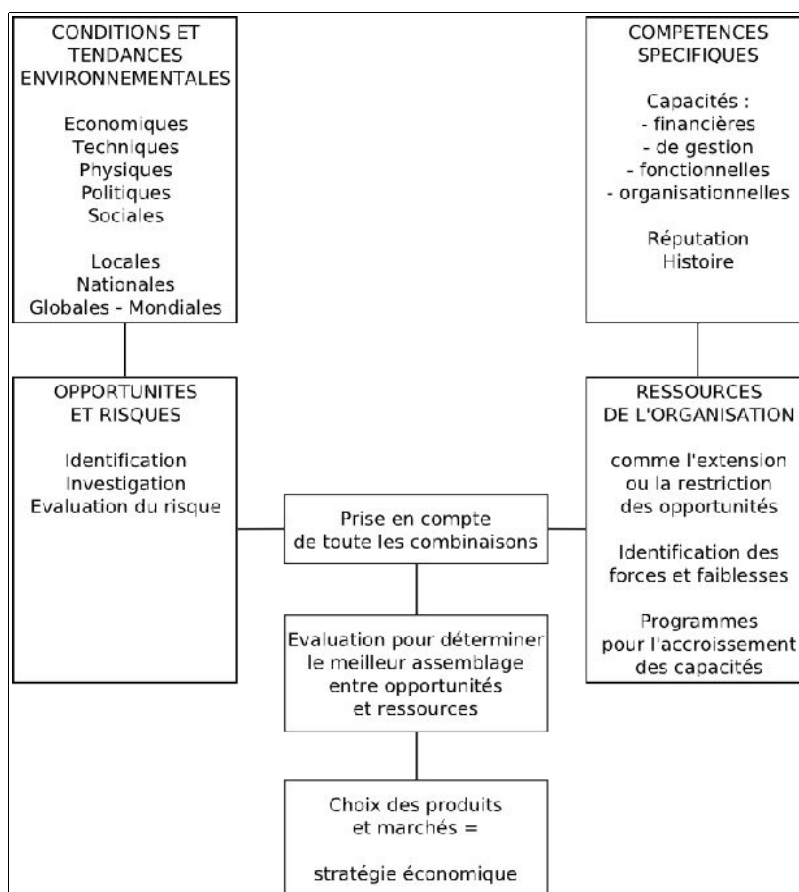 CONDITIONS ET
TENDANCES
ENVIRONNEMENTALES
Economiques
Techniques
Physiques
Politiques
Sociales
Locales
Nationales
Globales - Mondiales
COMPETENCES
SPECIFIQUES
Capacités :
- financières
- de gestion
- fonctionnelles
- organisationnelles
Réputation
Histoire
OPPORTUNITES
ET RISQUES
Identification
Investigation
Evaluation du risque
RESSOURCES
DE L'ORGANISATION
comme l'extension
ou la restriction
des opportunités
Identification des
forces et faiblesses
Programmes
pour l'accroissement
des capacités
Prise en compte
de toute les combinaisons
Evaluation pour déterminer
le meilleur assemblage
entre opportunités
et ressources
Choix des produits
et marchés =
stratégie économique